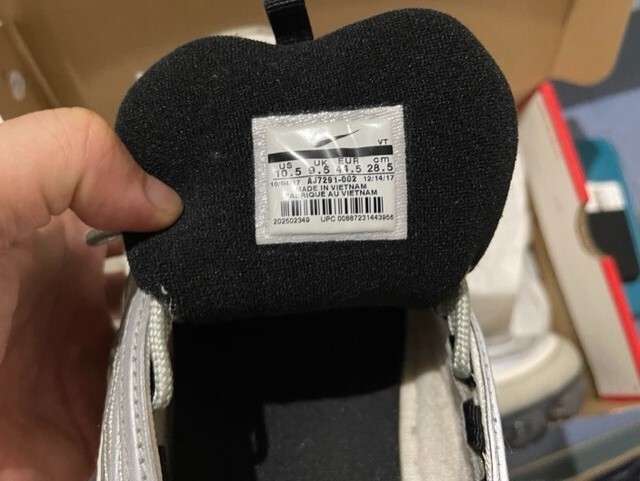 VT
US UK EUR cm
10.5 9.5 44.5 28.5
10/04/17 AJ7291-002 12/14/17
MADE IN VIETNAM
FABRIQUE AU VIETNAM
202502349 UPC 00887231443956